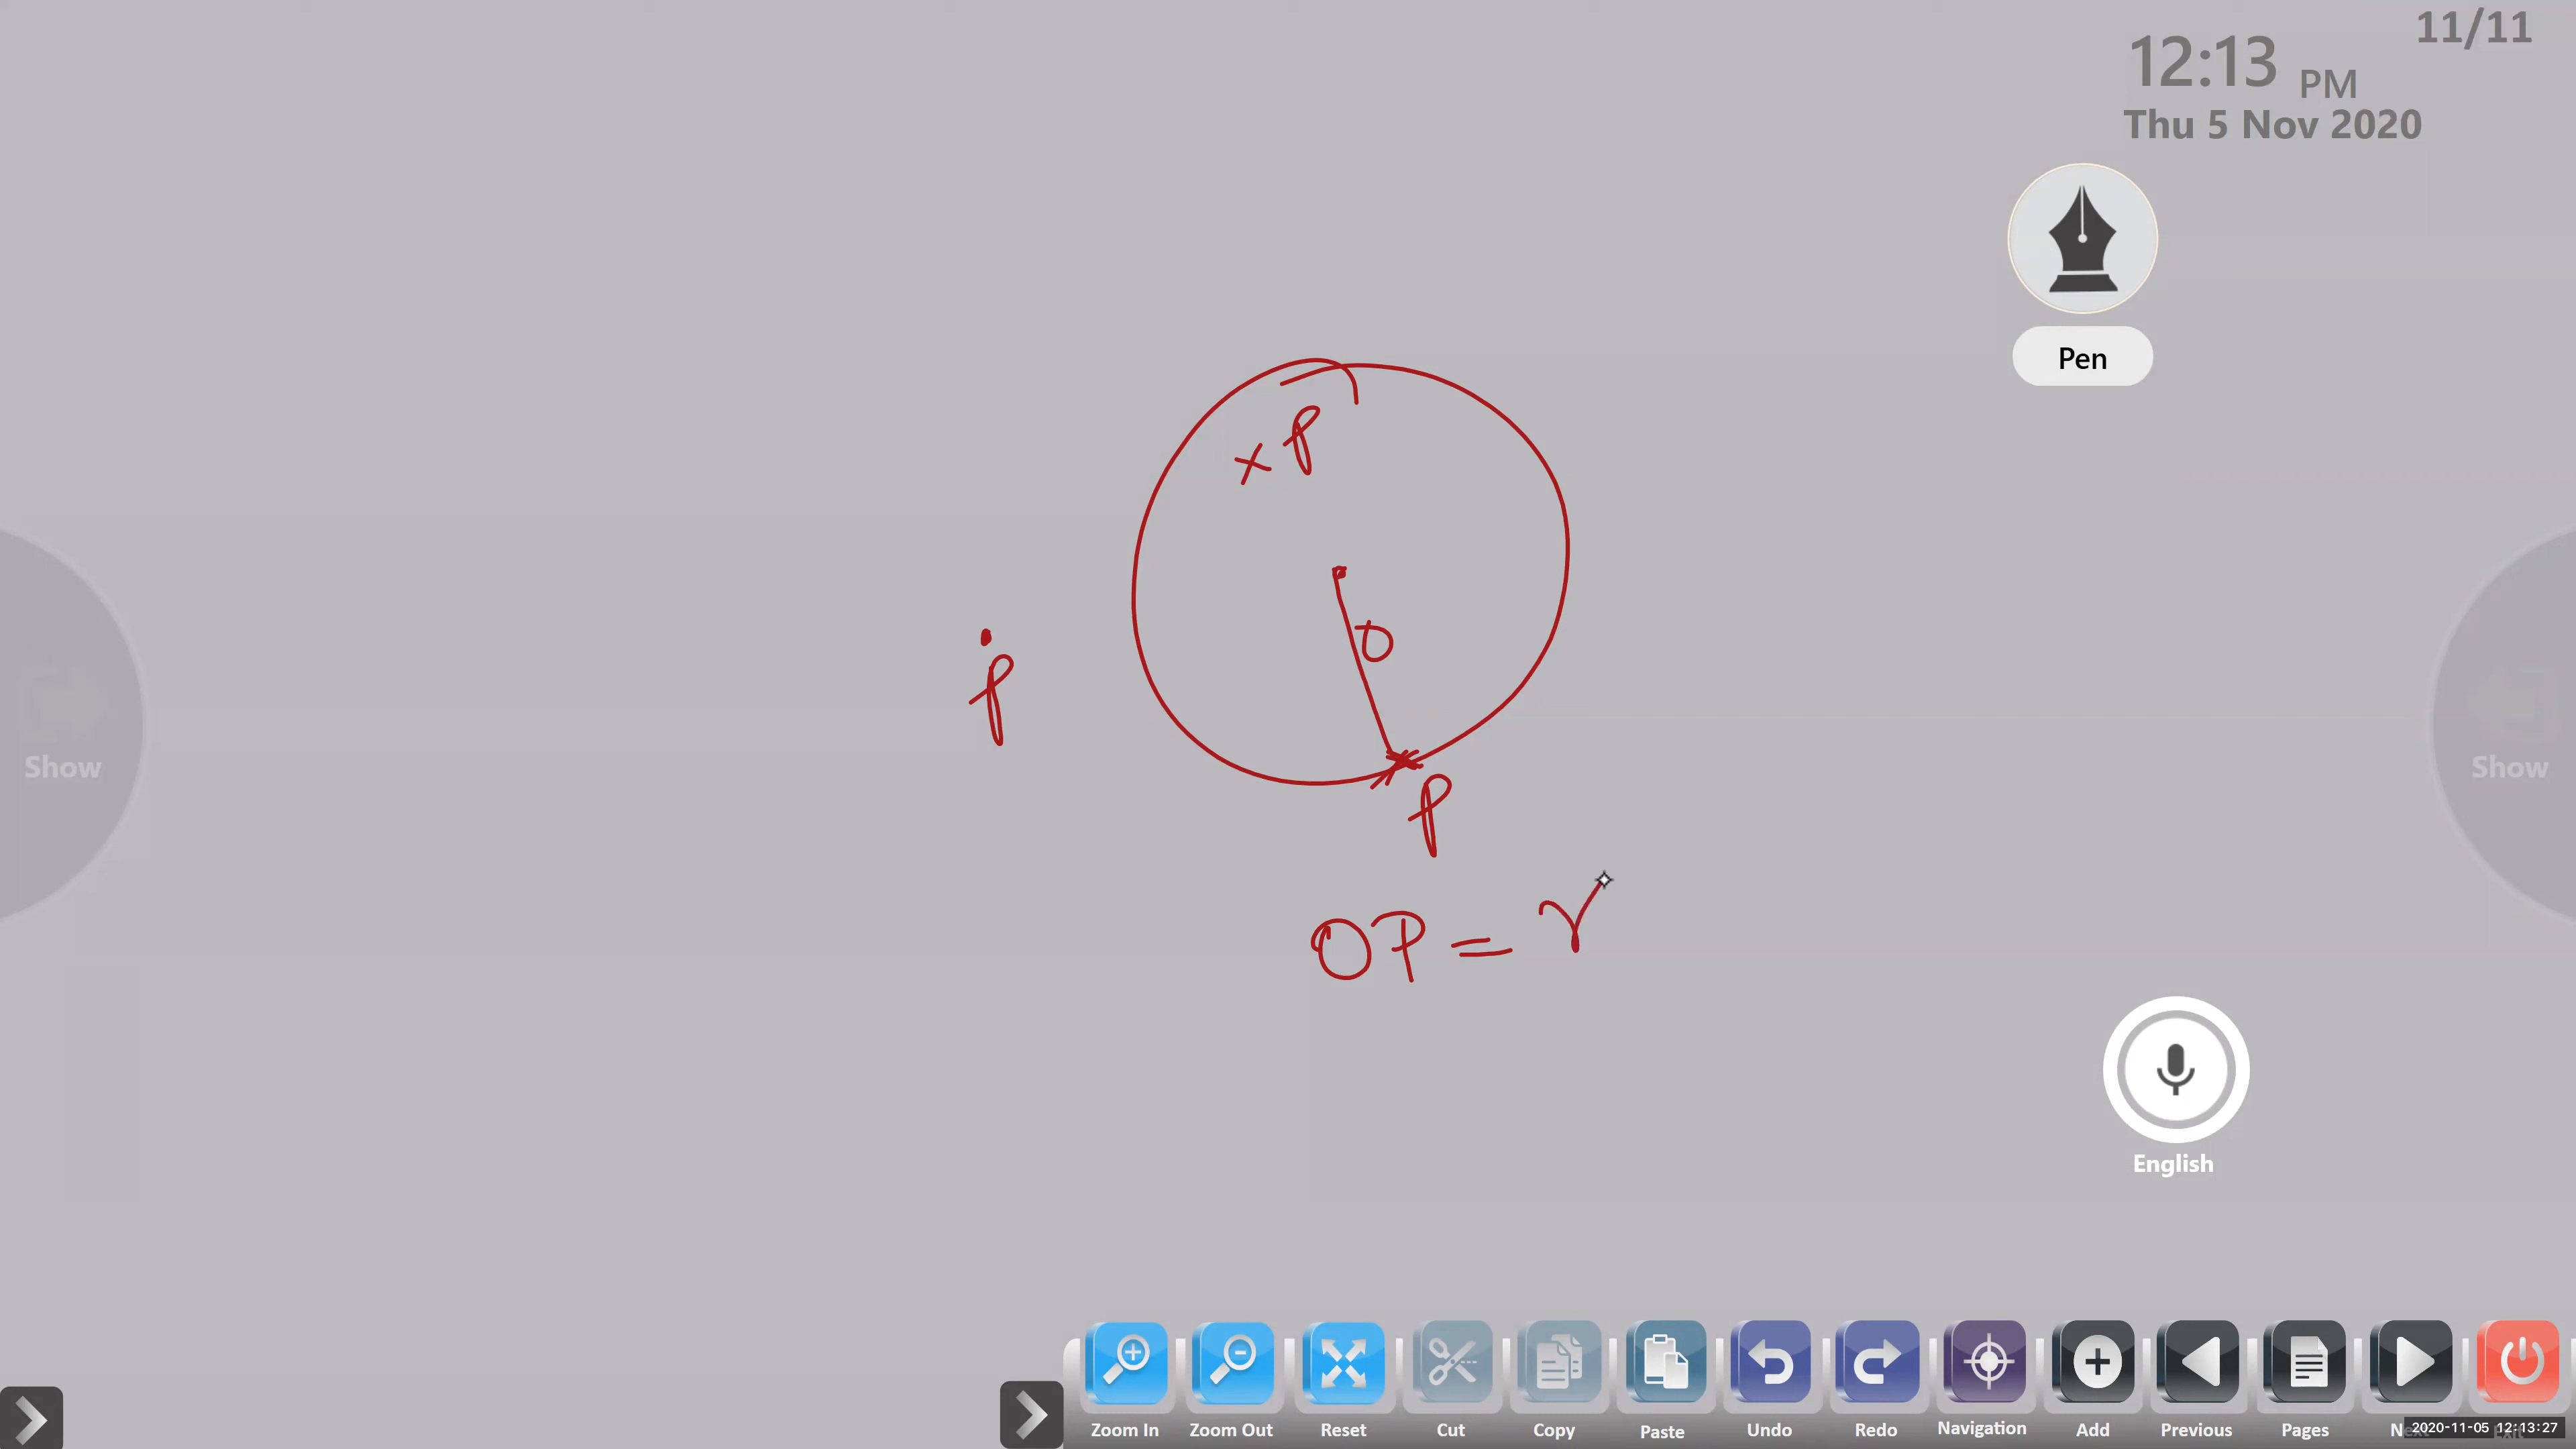 11/11
12:13 PM
Thu 5 Nov 2020
Pen
P
O
P
P
Show
Show
OP = r
English
Zoom In Zoom Out Reset Cut Copy Paste Undo Redo Navigation Add Previous Pages
2020-11-05 12:13:27